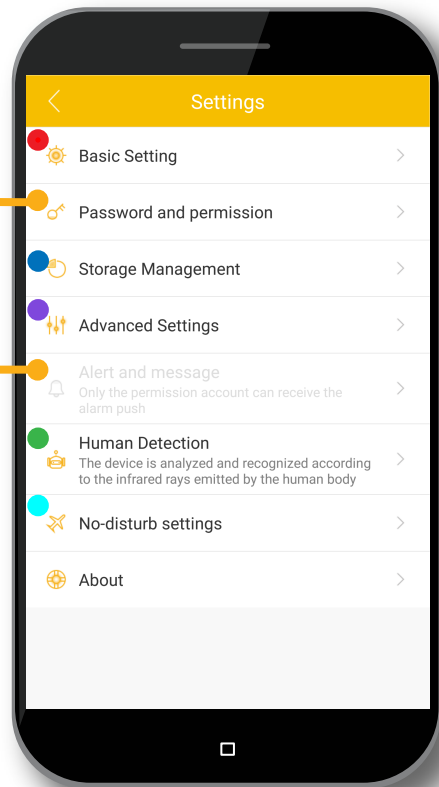 Settings
Basic Setting
Password and permission
Storage Management
Advanced Settings
Alert and message
Only the permission account can receive the
alarm push
Human Detection
The device is analyzed and recognized according
to the infrared rays emitted by the human body
No-disturb settings
About